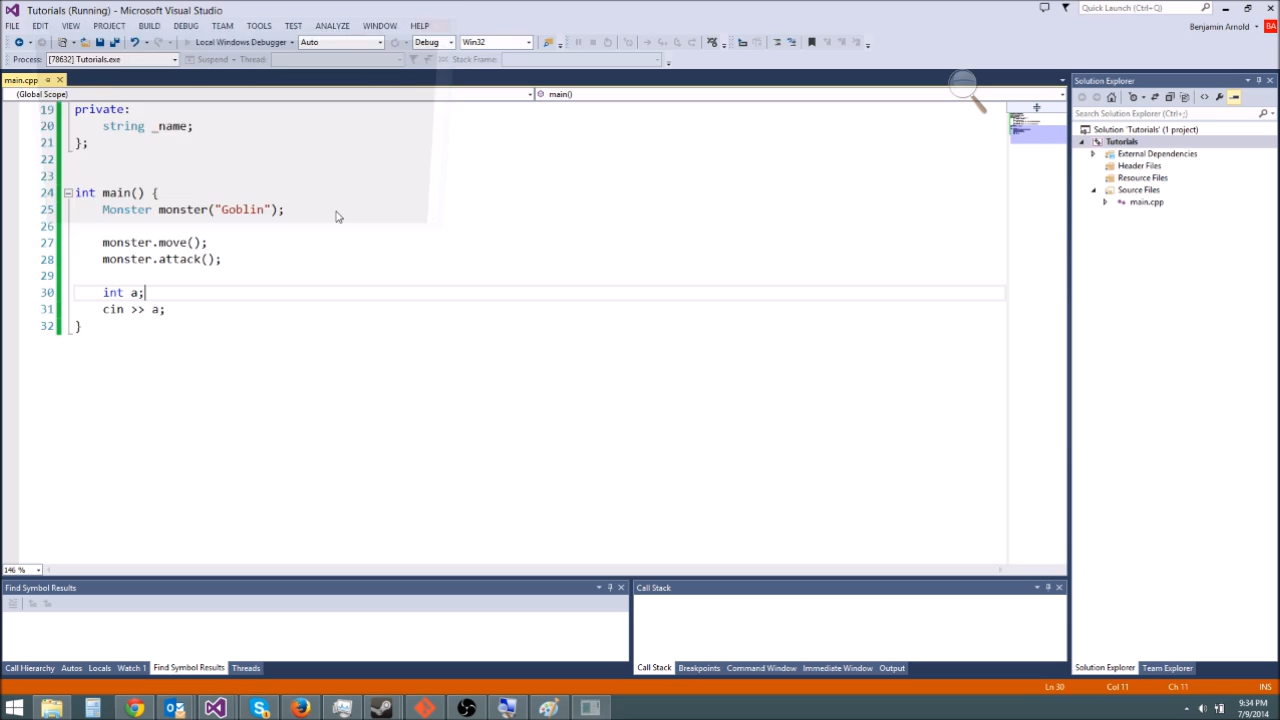 Tutorials (Running) - Microsoft Visual Studio
Quick Launch (Ctrl+Q)
FILE EDIT VIEW PROJECT BUILD DEBUG TEAM TOOLS TEST ANALYZE WINDOW HELP
Benjamin Arnold
BA
Local Windows Debugger Auto Debug Win32
Process: [78632] Tutorials.exe Suspend Thread: Stack Frame:
main.cpp
(Global Scope) main()
19 private:
20 string _name;
21 };
22
23
24 int main() {
25 Monster monster("Goblin");
26
27 monster.move();
28 monster.attack();
29
30 int a;
31 cin >> a;
32 }
146 %
Solution Explorer
Search Solution Explorer (Ctrl+;)
Solution 'Tutorials' (1 project)
Tutorials
External Dependencies
Header Files
Resource Files
Source Files
main.cpp
Find Symbol Results
Call Stack
Call Hierarchy Autos Locals Watch 1 Find Symbol Results Threads
Call Stack Breakpoints Command Window Immediate Window Output
Solution Explorer Team Explorer
Ln 30 Col 11 Ch 11 INS
9:34 PM
7/9/2014